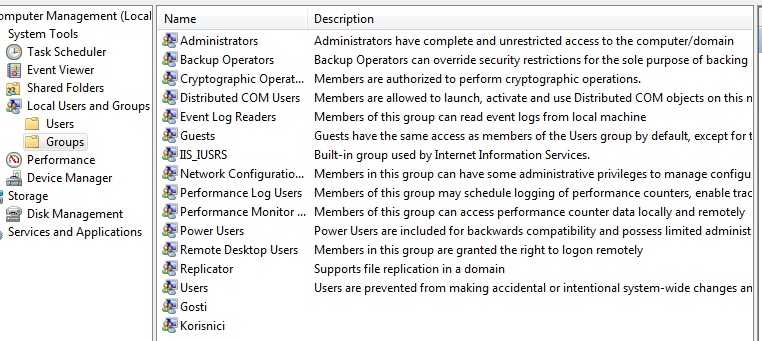 omputer Management (Local
System Tools
Task Scheduler
Event Viewer
Shared Folders
Local Users and Groups
Users
Groups
Performance
Device Manager
Storage
Disk Management
Services and Applications
Name Description
Administrators Administrators have complete and unrestricted access to the computer/domain
Backup Operators Backup Operators can override security restrictions for the sole purpose of backing
Cryptographic Operat... Members are authorized to perform cryptographic operations.
Distributed COM Users Members are allowed to launch, activate and use Distributed COM objects on this m
Event Log Readers Members of this group can read event logs from local machine
Guests Guests have the same access as members of the Users group by default, except for t
IIS_IUSRS Built-in group used by Internet Information Services.
Network Configuratio... Members in this group can have some administrative privileges to manage configu
Performance Log Users Members of this group may schedule logging of performance counters, enable trac
Performance Monitor ... Members of this group can access performance counter data locally and remotely
Power Users Power Users are included for backwards compatibility and possess limited administ
Remote Desktop Users Members in this group are granted the right to logon remotely
Replicator Supports file replication in a domain
Users Users are prevented from making accidental or intentional system-wide changes an
Gosti
Korisnici